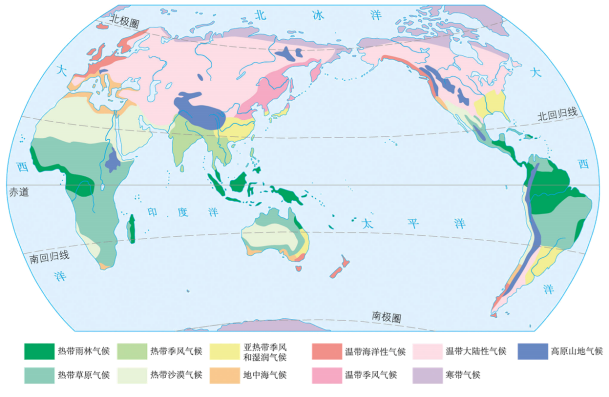 北极圈
北 冰 洋
大
大
北回归线
西
西
赤道
印 度 洋
太 平 洋
南回归线
洋
洋
南极圈
热带雨林气候
热带季风气候
亚热带季风
和湿润气候
温带海洋性气候
温带大陆性气候
高原山地气候
热带草原气候
热带沙漠气候
地中海气候
温带季风气候
寒带气候